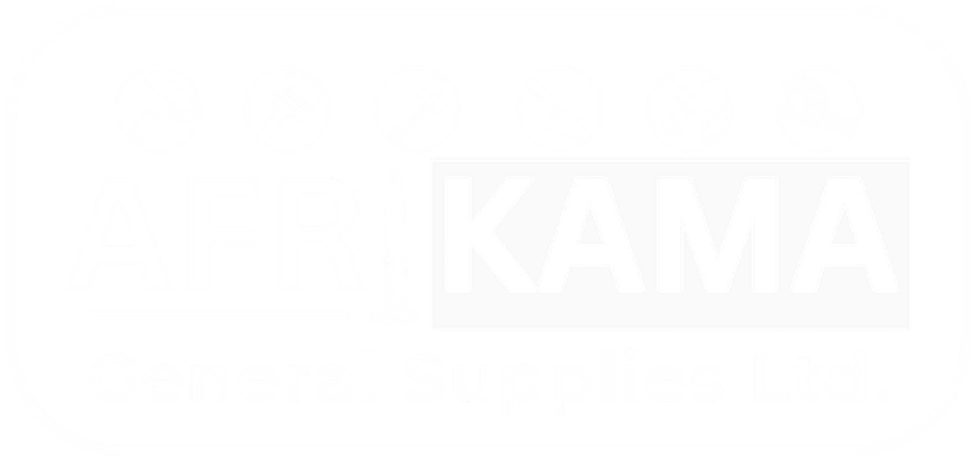 AFRIKAMA
General Supplies Ltd.